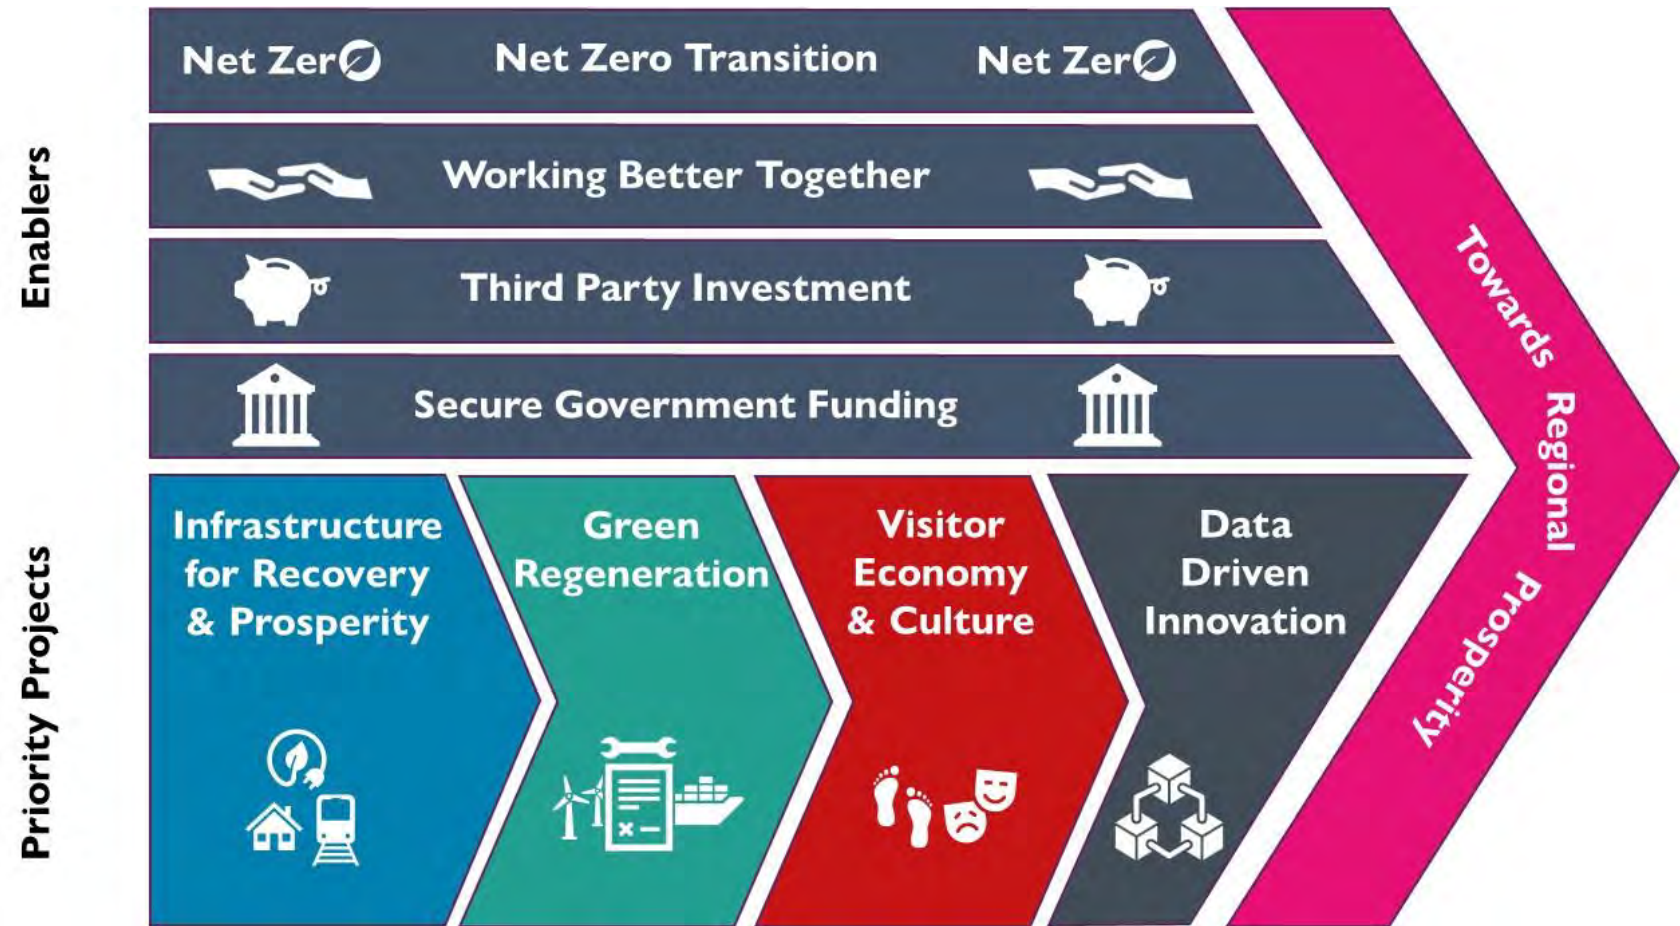 Enablers
Net Zero Net Zero Transition Net Zero
Working Better Together
Third Party Investment
Secure Government Funding
Priority Projects
Infrastructure
for Recovery
& Prosperity
Green
Regeneration
Visitor
Economy
& Culture
Data
Driven
Innovation
Towards Regional Prosperity